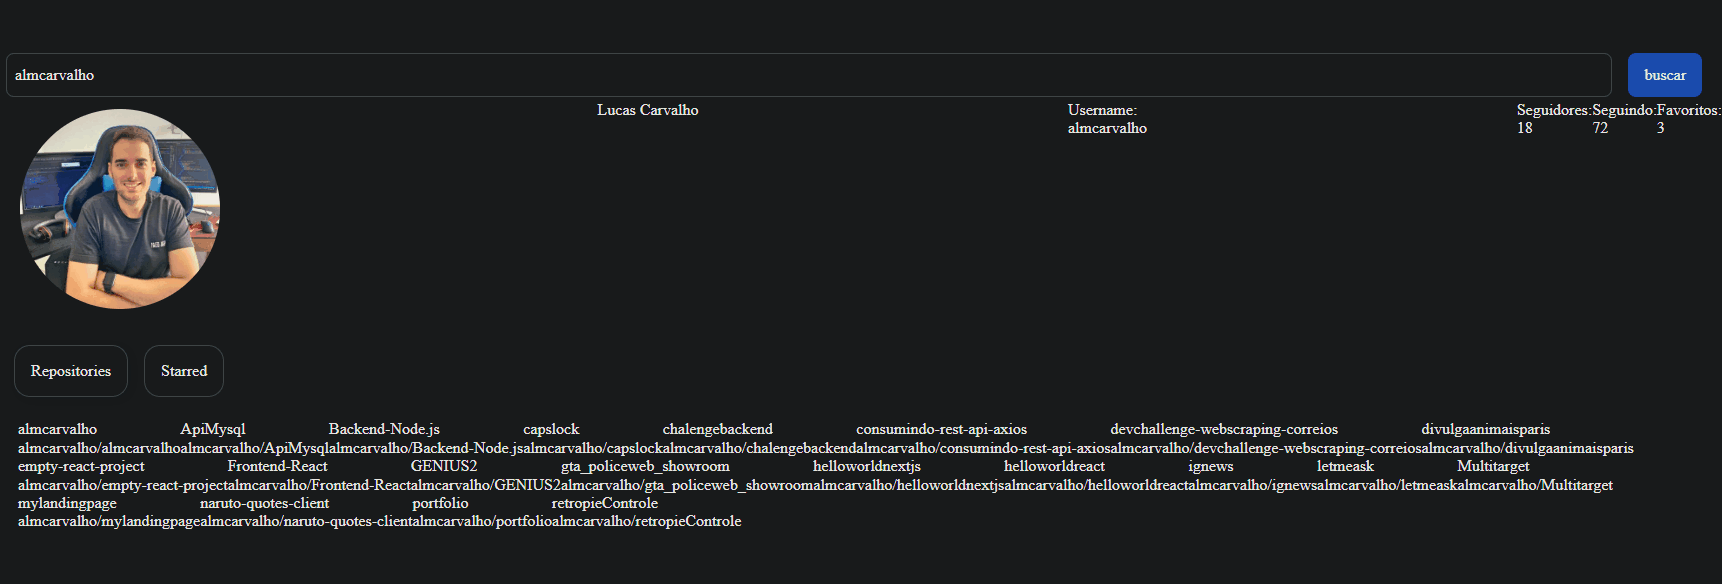 almcarvalho
buscar
Lucas Carvalho
Username:
almcarvalho
Seguidores:Seguindo:Favoritos:
18 72 3
Repositories
Starred
almcarvalho ApiMysql Backend-Node.js capslock chalengebackend consumindo-rest-api-axios devchallenge-webscraping-correios divulgaanimaisparis
almcarvalho/almcarvalhoalmcarvalho/ApiMysqlalmcarvalho/Backend-Node.jsalmcarvalho/capslockalmcarvalho/chalengebackendalmcarvalho/consumindo-rest-api-axiosalmcarvalho/devchallenge-webscraping-correiosalmcarvalho/divulgaanimaisparis
empty-react-project Frontend-React GENIUS2 gta_policeweb_showroom helloworldnextjs helloworldreact ignews letmeask Multitarget
almcarvalho/empty-react-projectalmcarvalho/Frontend-Reactalmcarvalho/GENIUS2almcarvalho/gta_policeweb_showroomalmcarvalho/helloworldnextjsalmcarvalho/helloworldreactalmcarvalho/ignewsalmcarvalho/letmeaskalmcarvalho/Multitarget
mylandingpage naruto-quotes-client portfolio retropieControle
almcarvalho/mylandingpagealmcarvalho/naruto-quotes-clientalmcarvalho/portfolioalmcarvalho/retropieControle